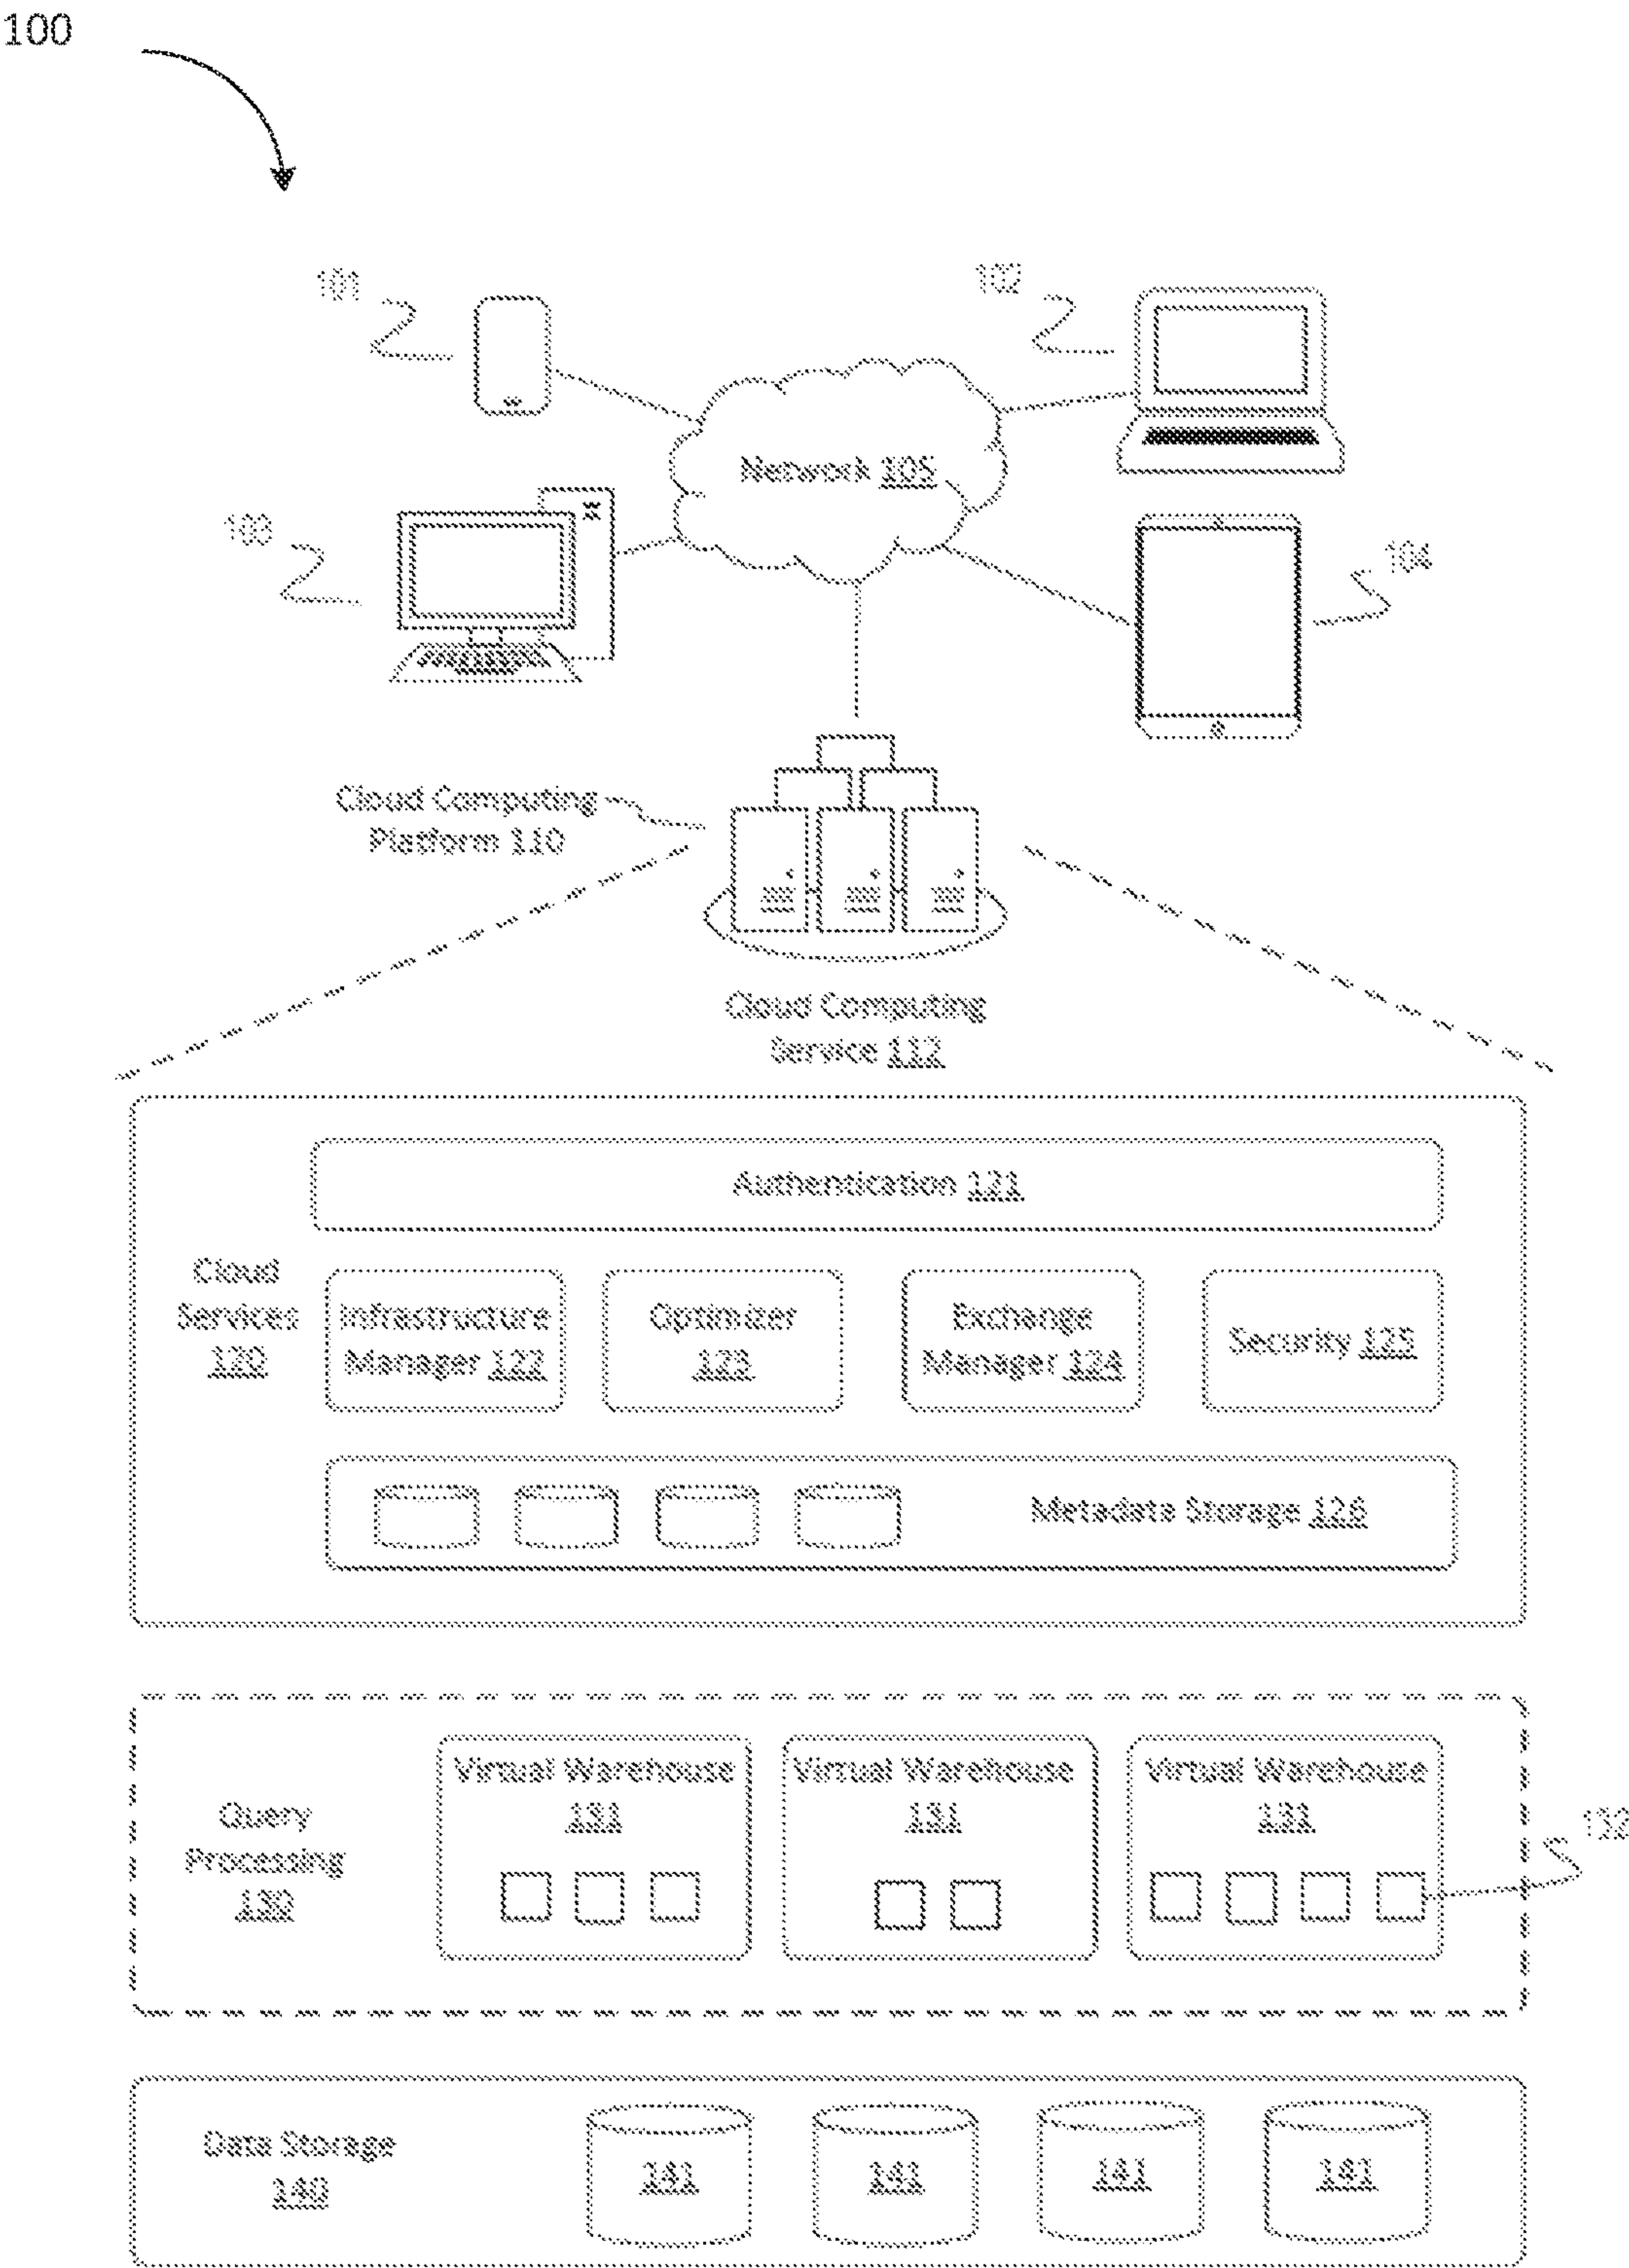 100
101
102
Network 105
103
104
Cloud Computing
Platform 110
Cloud Computing
Service 112
Authentication 121
Cloud
Services
120
Infrastructure
Manager 122
Optimizer
123
Exchange
Manager 124
Security 125
Metadata Storage 126
Query
Processing
130
Virtual Warehouse
131
Virtual Warehouse
131
Virtual Warehouse
131
132
Data Storage
140
141
141
141
141